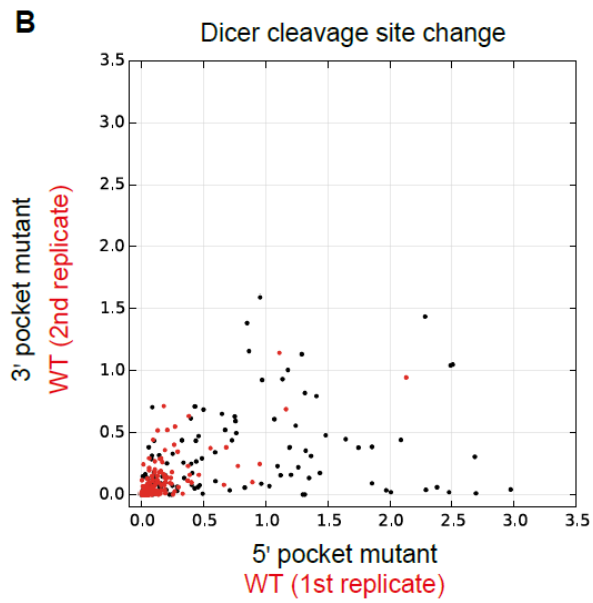 B
Dicer cleavage site change
3.5
3.0
2.5
2.0
1.5
1.0
0.5
0.0
3' pocket mutant
WT (2nd replicate)
0.0 0.5 1.0 1.5 2.0 2.5 3.0 3.5
5' pocket mutant
WT (1st replicate)